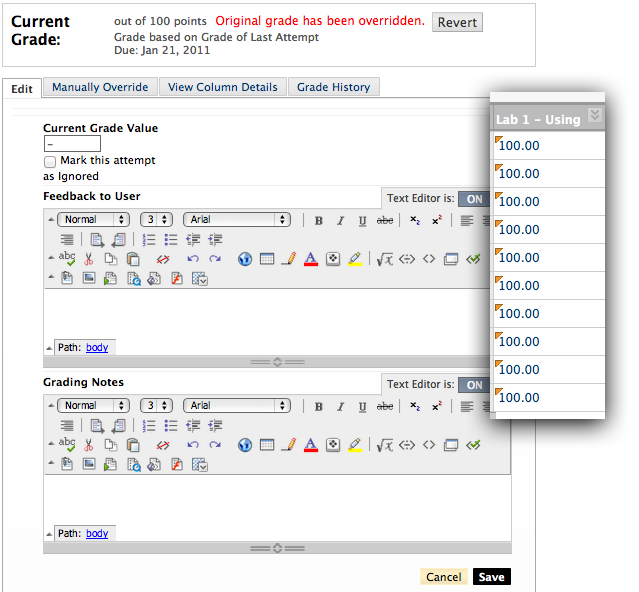 Current Grade:
out of 100 points Original grade has been overridden. Revert
Grade based on Grade of Last Attempt
Due: Jan 21, 2011
Edit Manually Override View Column Details Grade History
Current Grade Value
–
Mark this attempt
as Ignored
Feedback to User
Text Editor is: ON
Normal 3 Arial B I U abc x₂ x²
abc
Path: body
Grading Notes
Text Editor is: ON
Normal 3 Arial B I U abc x₂ x²
abc
Path: body
Cancel Save
Lab 1 – Using
100.00
100.00
100.00
100.00
100.00
100.00
100.00
100.00
100.00
100.00